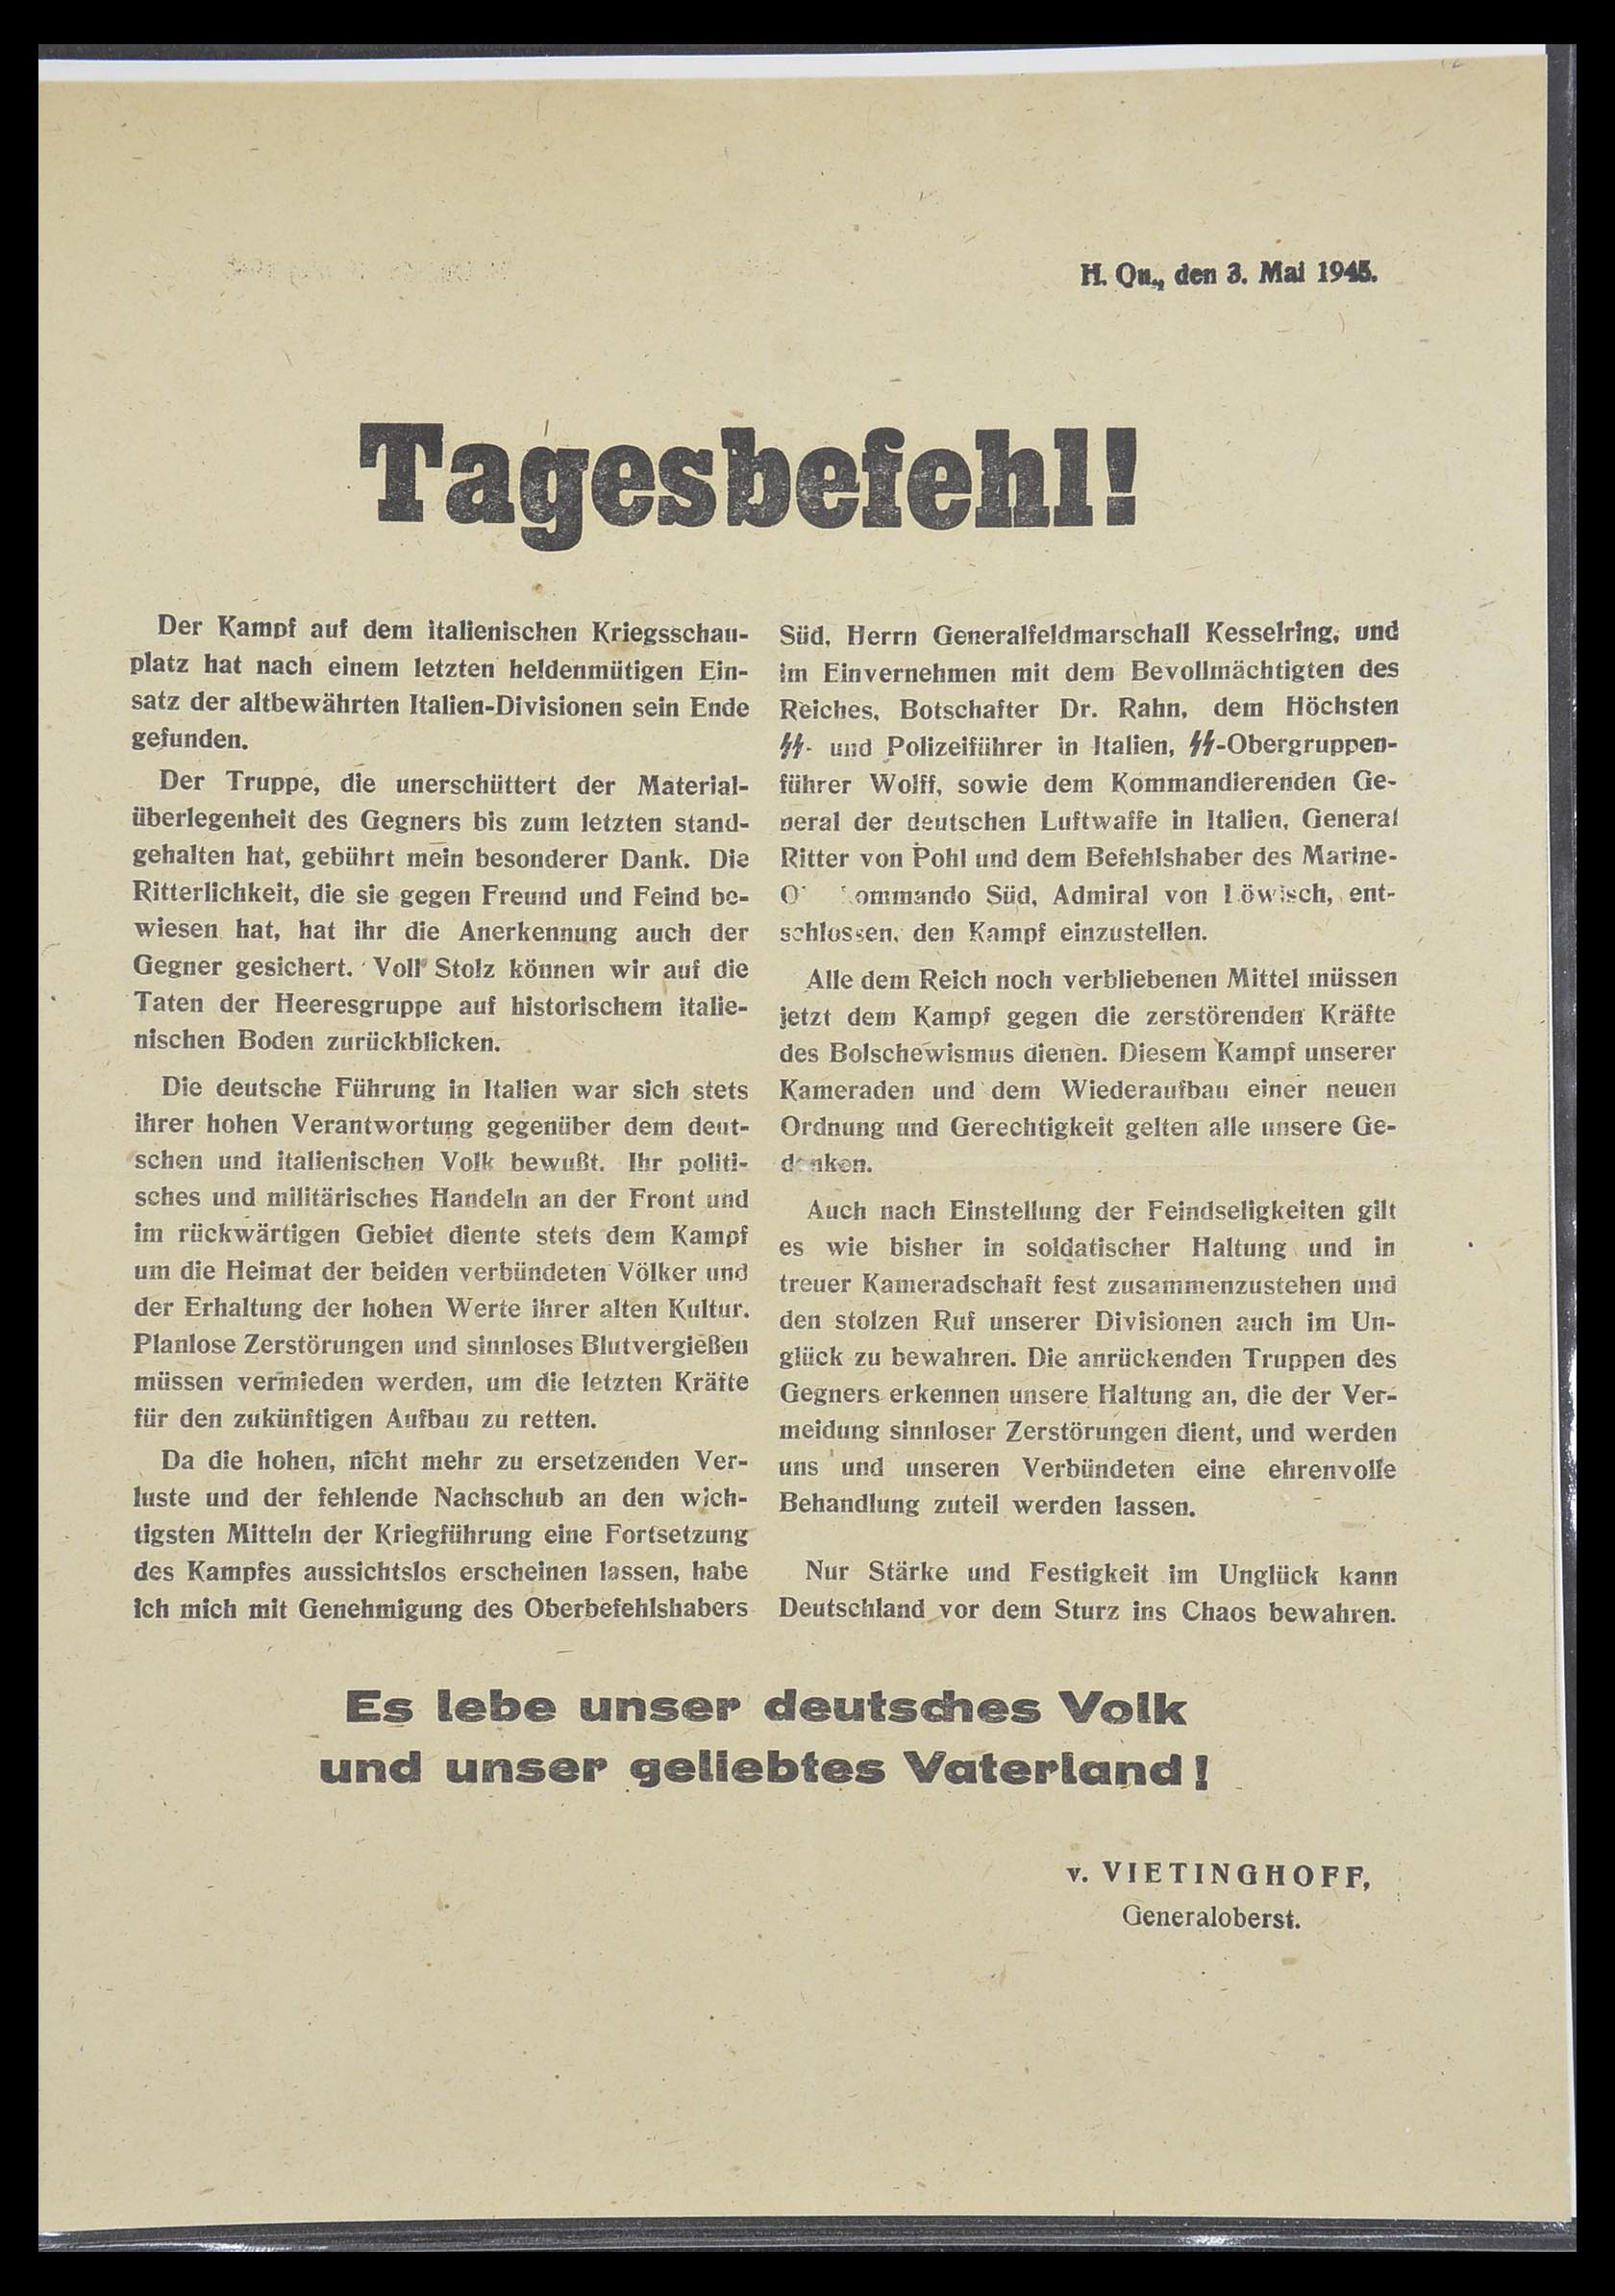 H. Qu., den 3. Mai 1945.
Tagesbefehl!
Der Kampf auf dem italienischen Kriegsschau-
platz hat nach einem letzten heldenmütigen Ein-
satz der altbewährten Italien-Divisionen sein Ende
gefunden.
Der Truppe, die unerschüttert der Material-
überlegenheit des Gegners bis zum letzten stand-
gehalten hat, gebührt mein besonderer Dank. Die
Ritterlichkeit, die sie gegen Freund und Feind be-
wiesen hat, hat ihr die Anerkennung auch der
Gegner gesichert. Voll Stolz können wir auf die
Taten der Heeresgruppe auf historischem italie-
nischen Boden zurückblicken.
Die deutsche Führung in Italien war sich stets
ihrer hohen Verantwortung gegenüber dem deut-
schen und italienischen Volk bewußt. Ihr politi-
sches und militärisches Handeln an der Front und
im rückwärtigen Gebiet diente stets dem Kampf
um die Heimat der beiden verbündeten Völker und
der Erhaltung der hohen Werte ihrer alten Kultur.
Planlose Zerstörungen und sinnloses Blutvergießen
müssen vermieden werden, um die letzten Kräfte
für den zukünftigen Aufbau zu retten.
Da die hohen, nicht mehr zu ersetzenden Ver-
luste und der fehlende Nachschub an den wich-
tigsten Mitteln der Kriegführung eine Fortsetzung
des Kampfes aussichtslos erscheinen lassen, habe
ich mich mit Genehmigung des Oberbefehlshabers
Süd, Herrn Generalfeldmarschall Kesselring, und
im Einvernehmen mit dem Bevollmächtigten des
Reiches, Botschafter Dr. Rahn, dem Höchsten
SS- und Polizeiführer in Italien, SS-Obergruppen-
führer Wolff, sowie dem Kommandierenden Ge-
neral der deutschen Luftwaffe in Italien, General
Ritter von Pohl und dem Befehlshaber des Marine-
Süd, Admiral von Löwisch, ent-
schlossen, den Kampf einzustellen.
Alle dem Reich noch verbliebenen Mittel müssen
jetzt dem Kampf gegen die zerstörenden Kräfte
des Bolschewismus dienen. Diesem Kampf unserer
Kameraden und dem Wiederaufbau einer neuen
Ordnung und Gerechtigkeit gelten alle unsere Ge-
danken.
Auch nach Einstellung der Feindseligkeiten gilt
es wie bisher in soldatischer Haltung und in
treuer Kameradschaft fest zusammenzustehen und
den stolzen Ruf unserer Divisionen auch im Un-
glück zu bewahren. Die anrückenden Truppen des
Gegners erkennen unsere Haltung an, die der Ver-
meidung sinnloser Zerstörungen dient, und werden
uns und unseren Verbündeten eine ehrenvolle
Behandlung zuteil werden lassen.
Nur Stärke und Festigkeit im Unglück kann
Deutschland vor dem Sturz ins Chaos bewahren.
Es lebe unser deutsches Volk
und unser geliebtes Vaterland!
v. VIETINGHOFF,
Generaloberst.